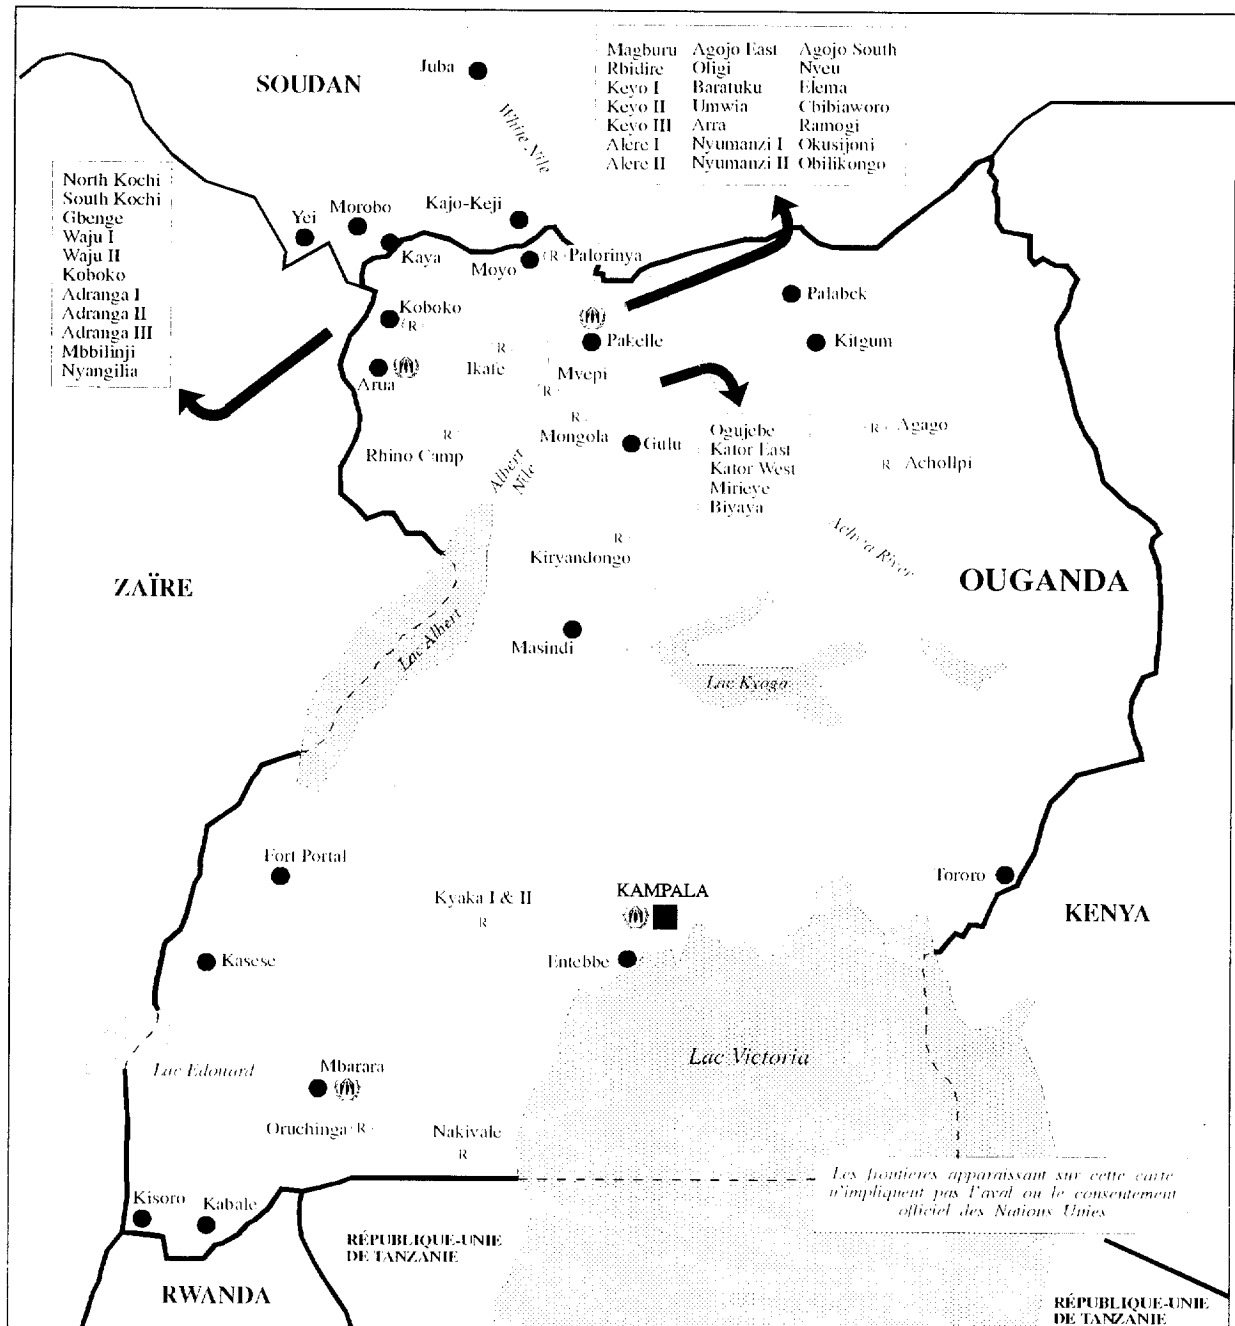 SOUDAN
Juba
White Nile
Magburu Agojo East Agojo South
Rbidire Oligi Nyeu
Keyo I Baratuku Elema
Keyo II Umwia Cbibiaworo
Keyo III Arra Ramogi
Alere I Nyumanzi I Okusijoni
Alere II Nyumanzi II Obilikongo
North Kochi
South Kochi
Gbenge
Waju I
Waju II
Koboko
Adranga I
Adranga II
Adranga III
Mbbilinji
Nyangilia
Yei
Morobo
Kajo-Keji
Kaya
Moyo
R Palorinya
Koboko
R
Palabek
Pakelle
Kitgum
Arua
R
Ikafe
Mvepi
R
R
Mongola
Gulu
Ogujebe
Kator East
Kator West
Mirieye
Biyaya
R Agago
R Achollpi
R
Rhino Camp
Albert
Nile
R
Kiryandongo
Achwa River
ZAÏRE
OUGANDA
Lac Albert
Masindi
Lac Kyoga
Fort Portal
Kyaka I & II
R
KAMPALA
Tororo
KENYA
Kasese
Entebbe
Lac Edouard
Mbarara
Lac Victoria
Oruchinga R
Nakivale
R
Les frontières apparaissant sur cette carte
n'impliquent pas l'aval ou le consentement
officiel des Nations Unies
Kisoro
Kabale
RÉPUBLIQUE-UNIE
DE TANZANIE
RWANDA
RÉPUBLIQUE-UNIE
DE TANZANIE